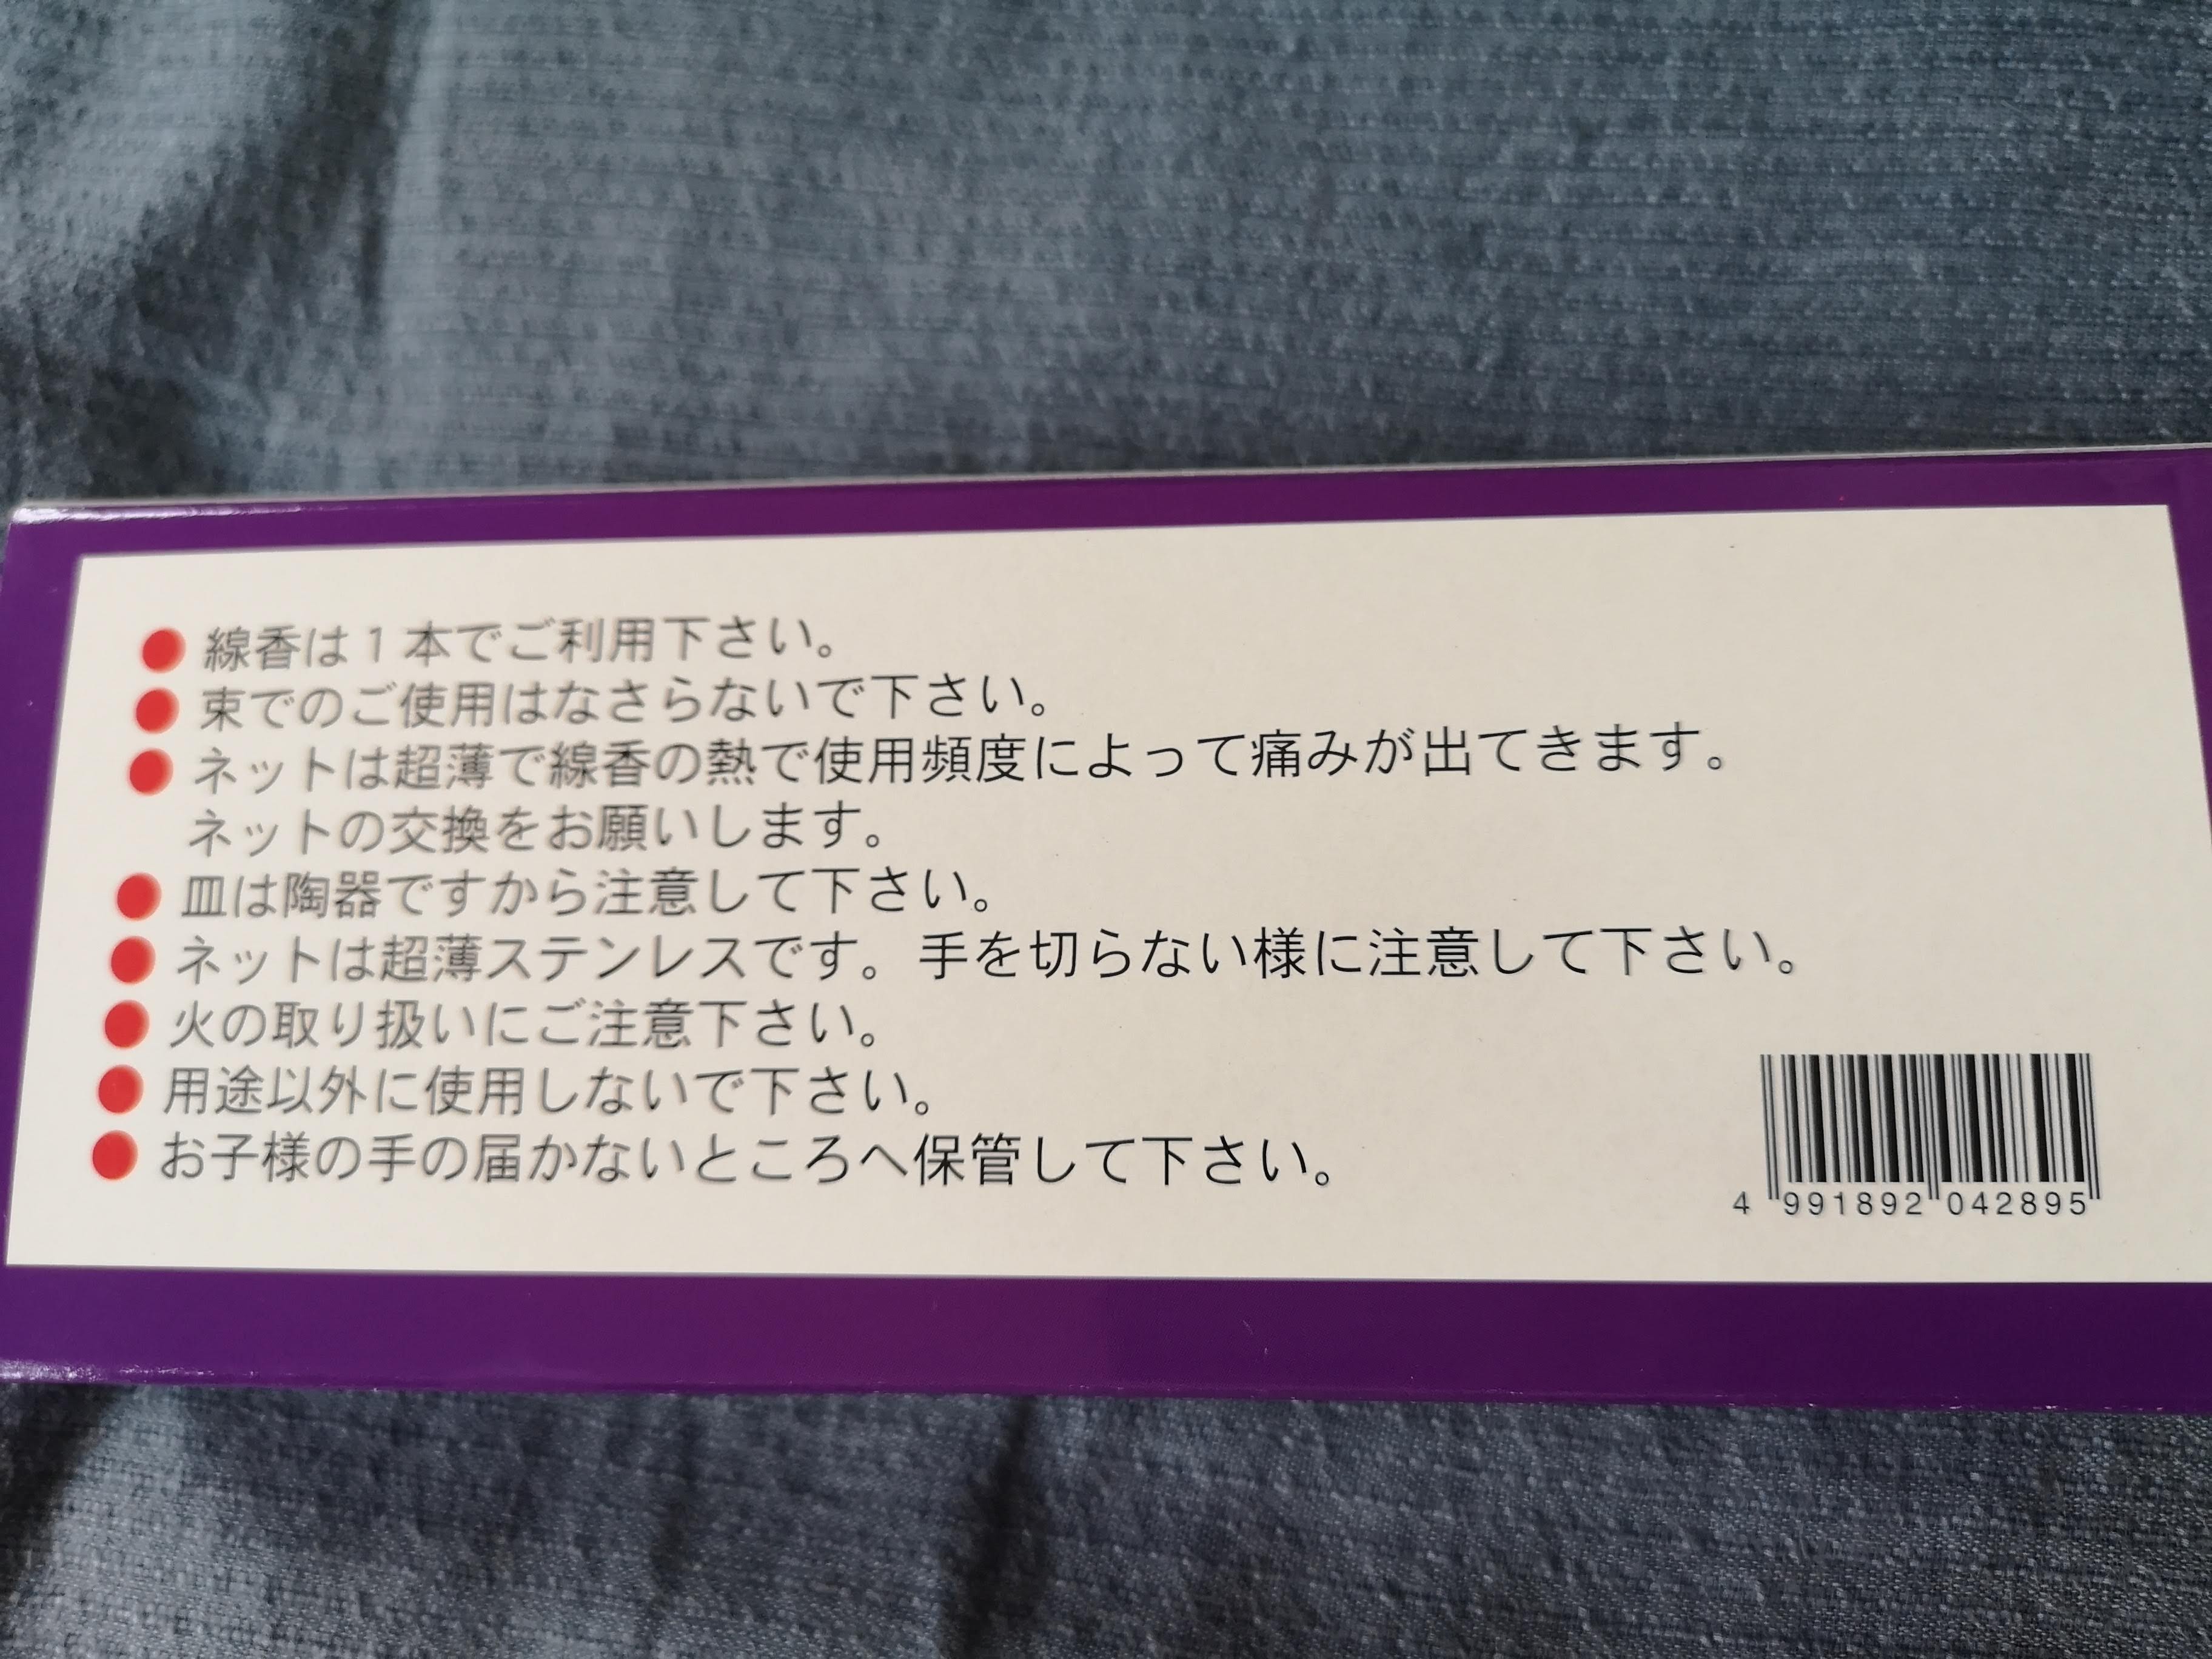 ●線香は１本でご利用下さい。
●束でのご使用はなさらないで下さい。
●ネットは超薄で線香の熱で使用頻度によって痛みが出てきます。
ネットの交換をお願いします。
●皿は陶器ですから注意して下さい。
●ネットは超薄ステンレスです。手を切らない様に注意して下さい。
●火の取り扱いにご注意下さい。
●用途以外に使用しないで下さい。
●お子様の手の届かないところへ保管して下さい。
4 991892 042895